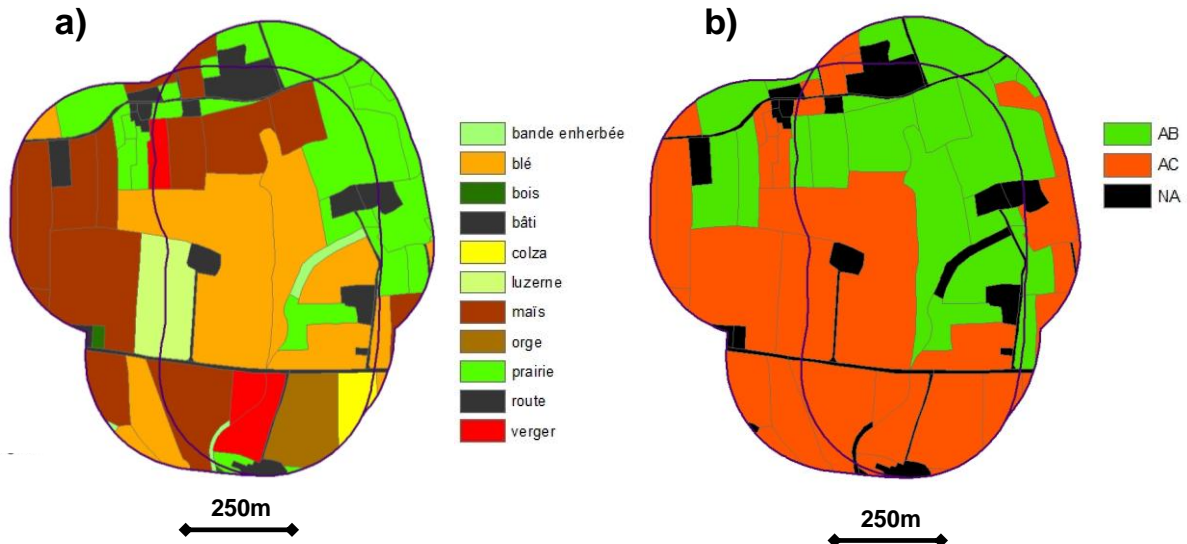 a)
bande enherbée
blé
bois
bâti
colza
luzerne
maïs
orge
prairie
route
verger
250m
b)
AB
AC
NA
250m